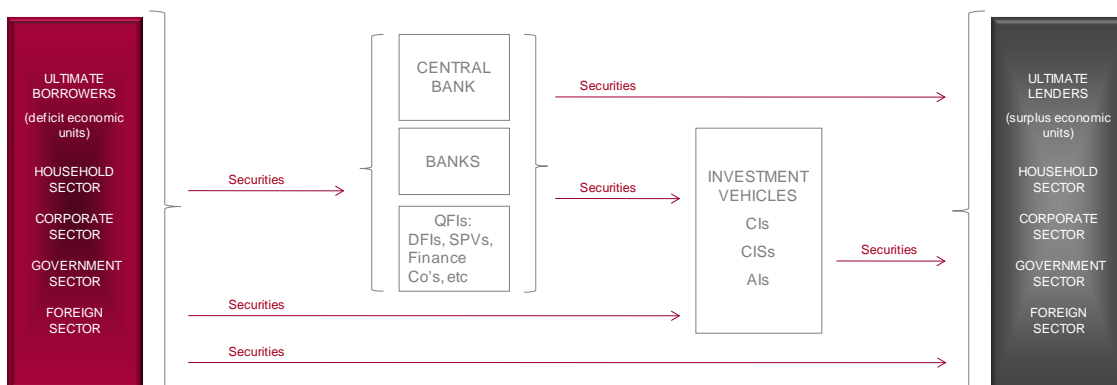 ULTIMATE
BORROWERS
(deficit economic
units)
HOUSEHOLD
SECTOR
CORPORATE
SECTOR
GOVERNMENT
SECTOR
FOREIGN
SECTOR
Securities
Securities
Securities
CENTRAL
BANK
BANKS
QFIs:
DFIs, SPVs,
Finance
Co's, etc
Securities
Securities
INVESTMENT
VEHICLES
CIs
CISs
AIs
Securities
ULTIMATE
LENDERS
(surplus economic
units)
HOUSEHOLD
SECTOR
CORPORATE
SECTOR
GOVERNMENT
SECTOR
FOREIGN
SECTOR